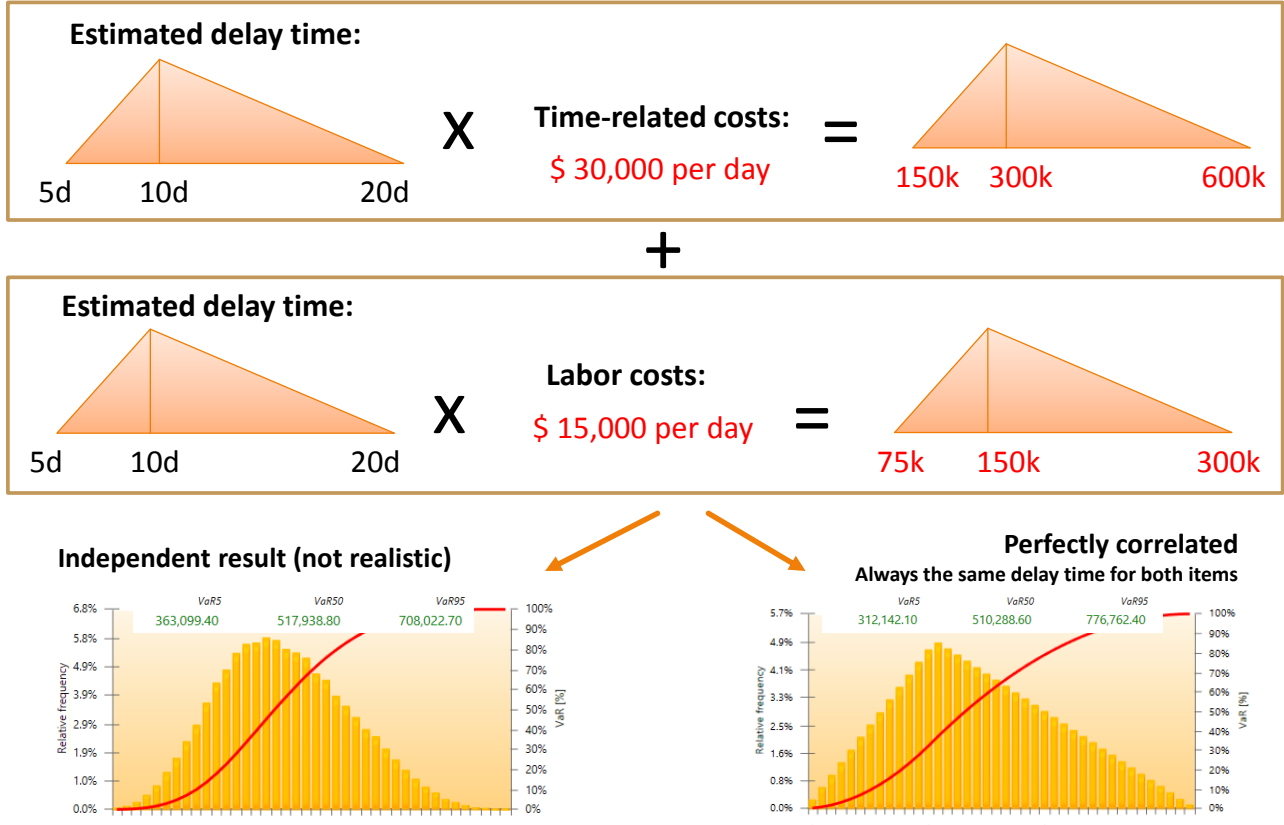 Estimated delay time:
X
Time-related costs:
$ 30,000 per day
=
5d
10d
20d
150k
300k
600k
+
Estimated delay time:
X
Labor costs:
$ 15,000 per day
=
5d
10d
20d
75k
150k
300k
Independent result (not realistic)
VaR5
VaR50
VaR95
363,099.40
517,938.80
708,022.70
6.8%
5.8%
4.9%
3.9%
2.9%
1.9%
1.0%
0.0%
Relative frequency
100%
90%
80%
70%
60%
50%
40%
30%
20%
10%
0%
VaR [%]
Perfectly correlated
Always the same delay time for both items
VaR5
VaR50
VaR95
312,142.10
510,288.60
776,762.40
5.7%
4.9%
4.1%
3.3%
2.5%
1.6%
0.8%
0.0%
Relative frequency
100%
90%
80%
70%
60%
50%
40%
30%
20%
10%
0%
VaR [%]